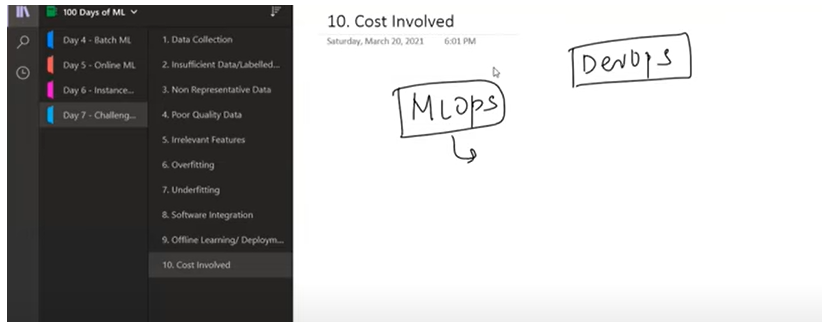 100 Days of ML
Day 4 - Batch ML
Day 5 - Online ML
Day 6 - Instance...
Day 7 - Challeng...
1. Data Collection
2. Insufficient Data/Labelled...
3. Non Representative Data
4. Poor Quality Data
5. Irrelevant Features
6. Overfitting
7. Underfitting
8. Software Integration
9. Offline Learning/ Deploym...
10. Cost Involved
10. Cost Involved
Saturday, March 20, 2021 6:01 PM
DevOps
MLOps